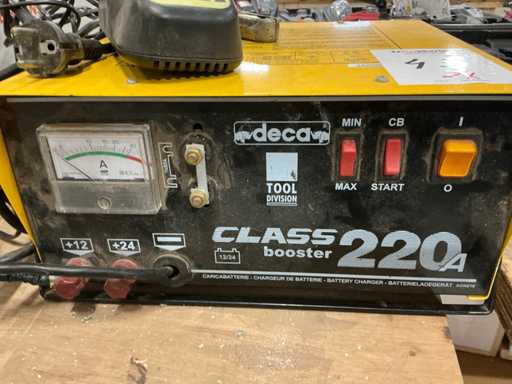 MIN CB I
deca
A
TOOL
DIVISION
MAX START O
+12 +24
12/24
CLASS 220A
booster
CARICABATTERIE - CHARGEUR DE BATTERIE - BATTERY CHARGER - BATTERIELADEGERÄT